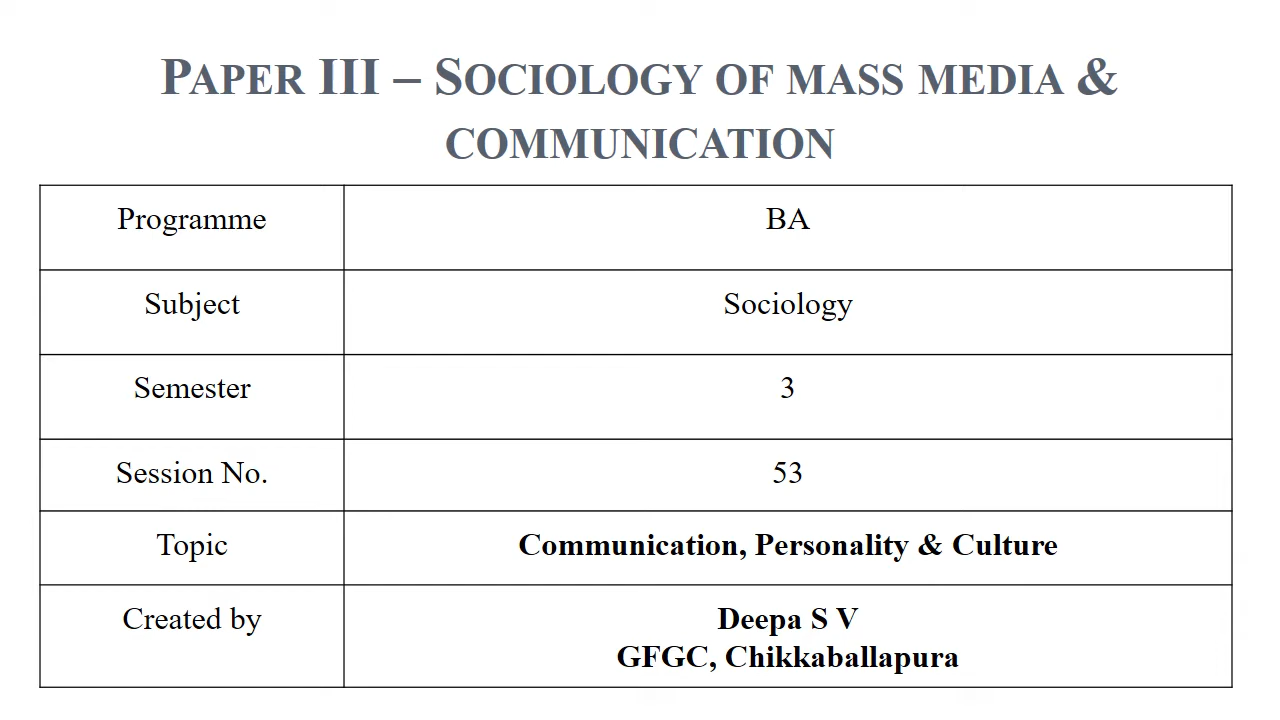 PAPER III – SOCIOLOGY OF MASS MEDIA &
COMMUNICATION
Programme BA
Subject Sociology
Semester 3
Session No. 53
Topic Communication, Personality & Culture
Created by Deepa S V
GFGC, Chikkaballapura